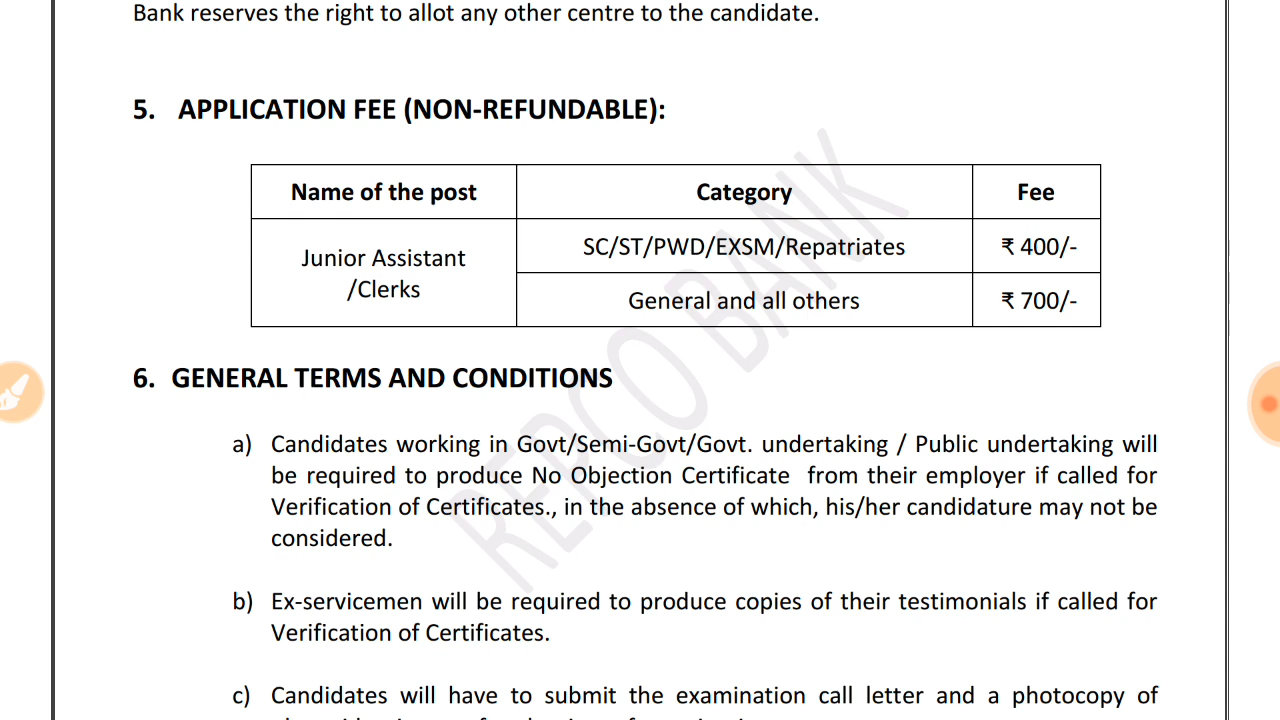 Bank reserves the right to allot any other centre to the candidate.
5. APPLICATION FEE (NON-REFUNDABLE):
Name of the post Category Fee
Junior Assistant /Clerks SC/ST/PWD/EXSM/Repatriates ₹ 400/-
General and all others ₹ 700/-
6. GENERAL TERMS AND CONDITIONS
a) Candidates working in Govt/Semi-Govt/Govt. undertaking / Public undertaking will
be required to produce No Objection Certificate from their employer if called for
Verification of Certificates., in the absence of which, his/her candidature may not be
considered.
b) Ex-servicemen will be required to produce copies of their testimonials if called for
Verification of Certificates.
c) Candidates will have to submit the examination call letter and a photocopy of
REPCO BANK